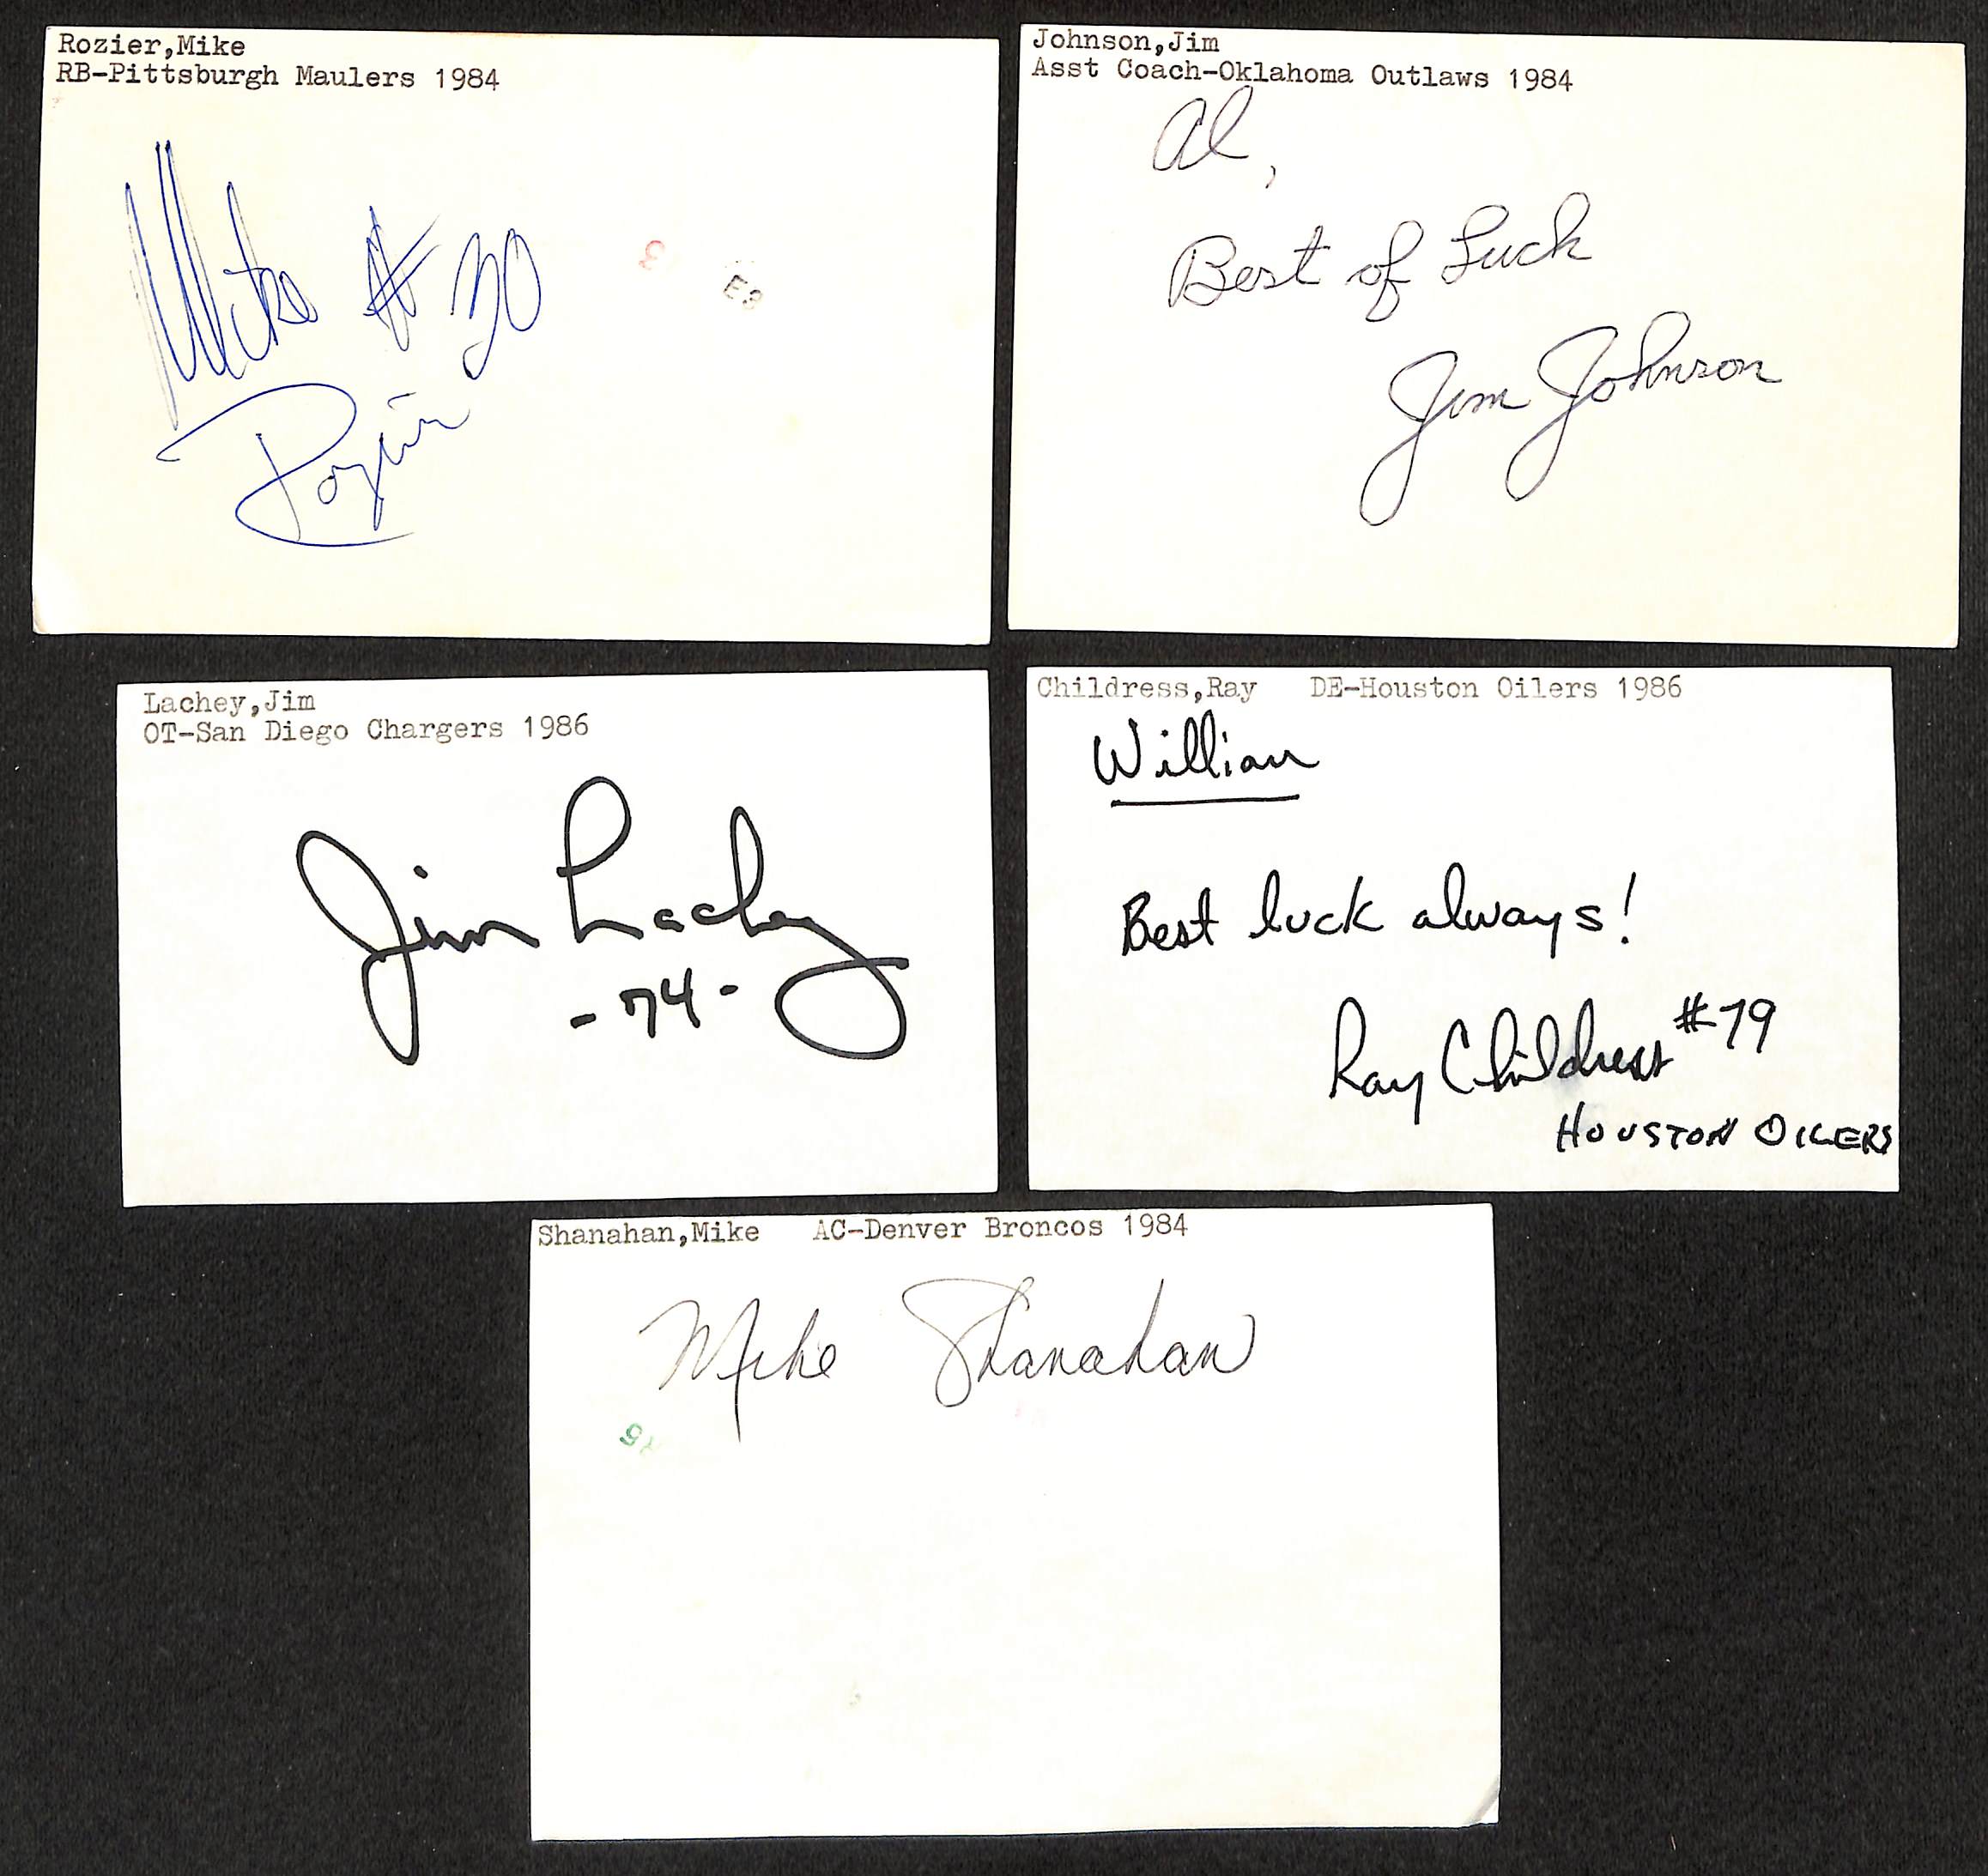 Rozier,Mike
RB-Pittsburgh Maulers 1984
Mike #30
Rozier
E3
Johnson,Jim
Asst Coach-Oklahoma Outlaws 1984
Al,
Best of Luck
Jim Johnson
Lachey,Jim
OT-San Diego Chargers 1986
Jim Lachey
-74-
Childress,Ray DE-Houston Oilers 1986
William
Best luck always!
Ray Childress #79
HOUSTON OILERS
Shanahan,Mike AC-Denver Broncos 1984
Mike Shanahan